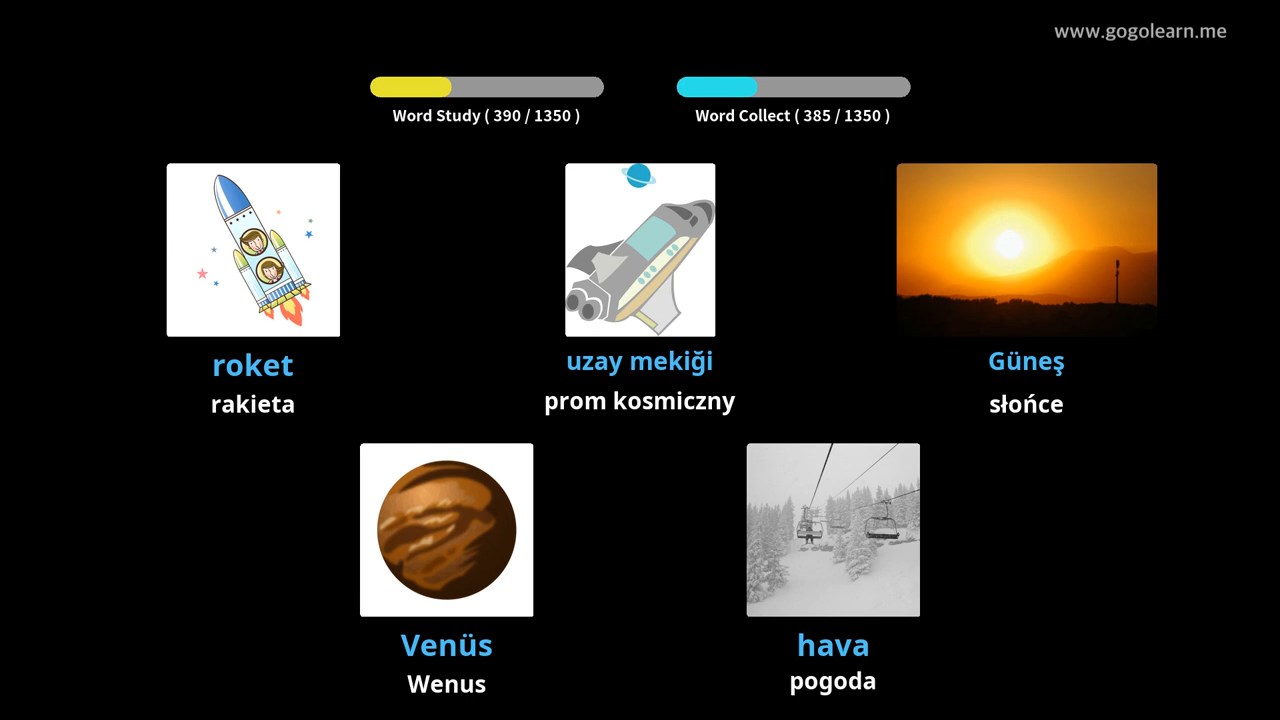 www.gogolearn.me
Word Study ( 390 / 1350 )
Word Collect ( 385 / 1350 )
roket
rakieta
uzay mekiği
prom kosmiczny
Güneş
słońce
Venüs
Wenus
hava
pogoda